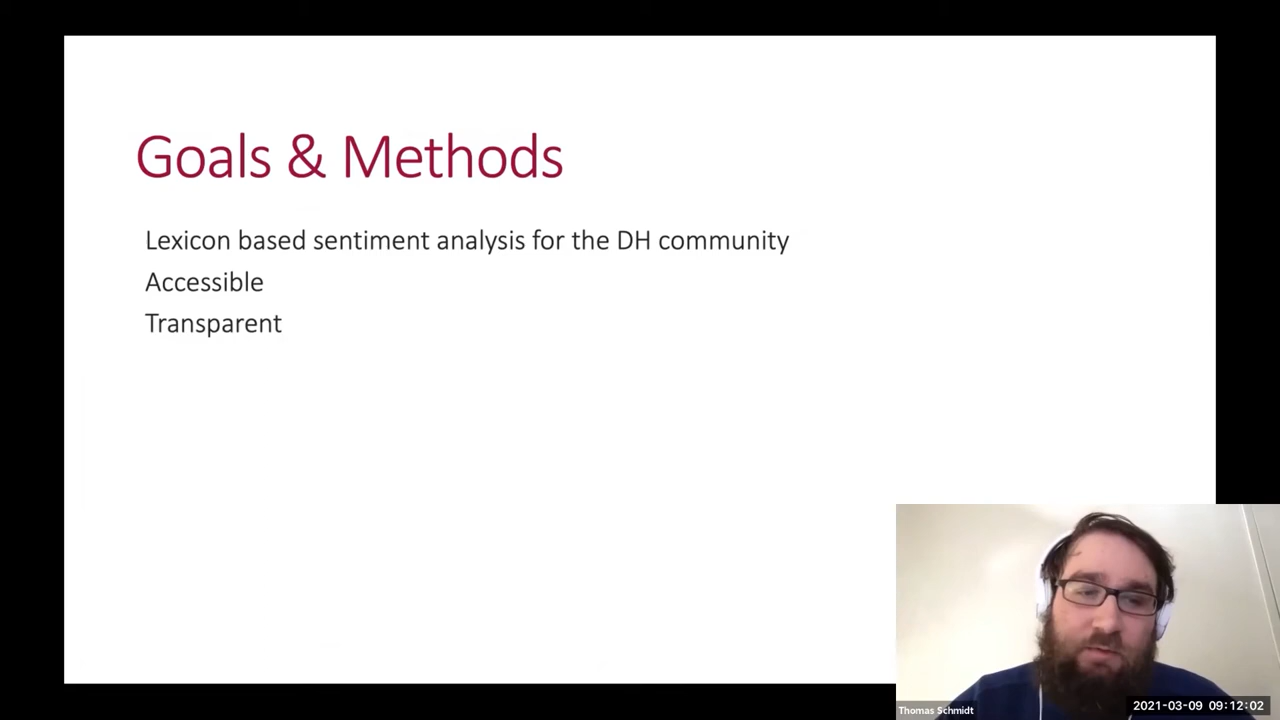 Goals & Methods
Lexicon based sentiment analysis for the DH community
Accessible
Transparent
Thomas Schmidt
2021-03-09 09:12:02